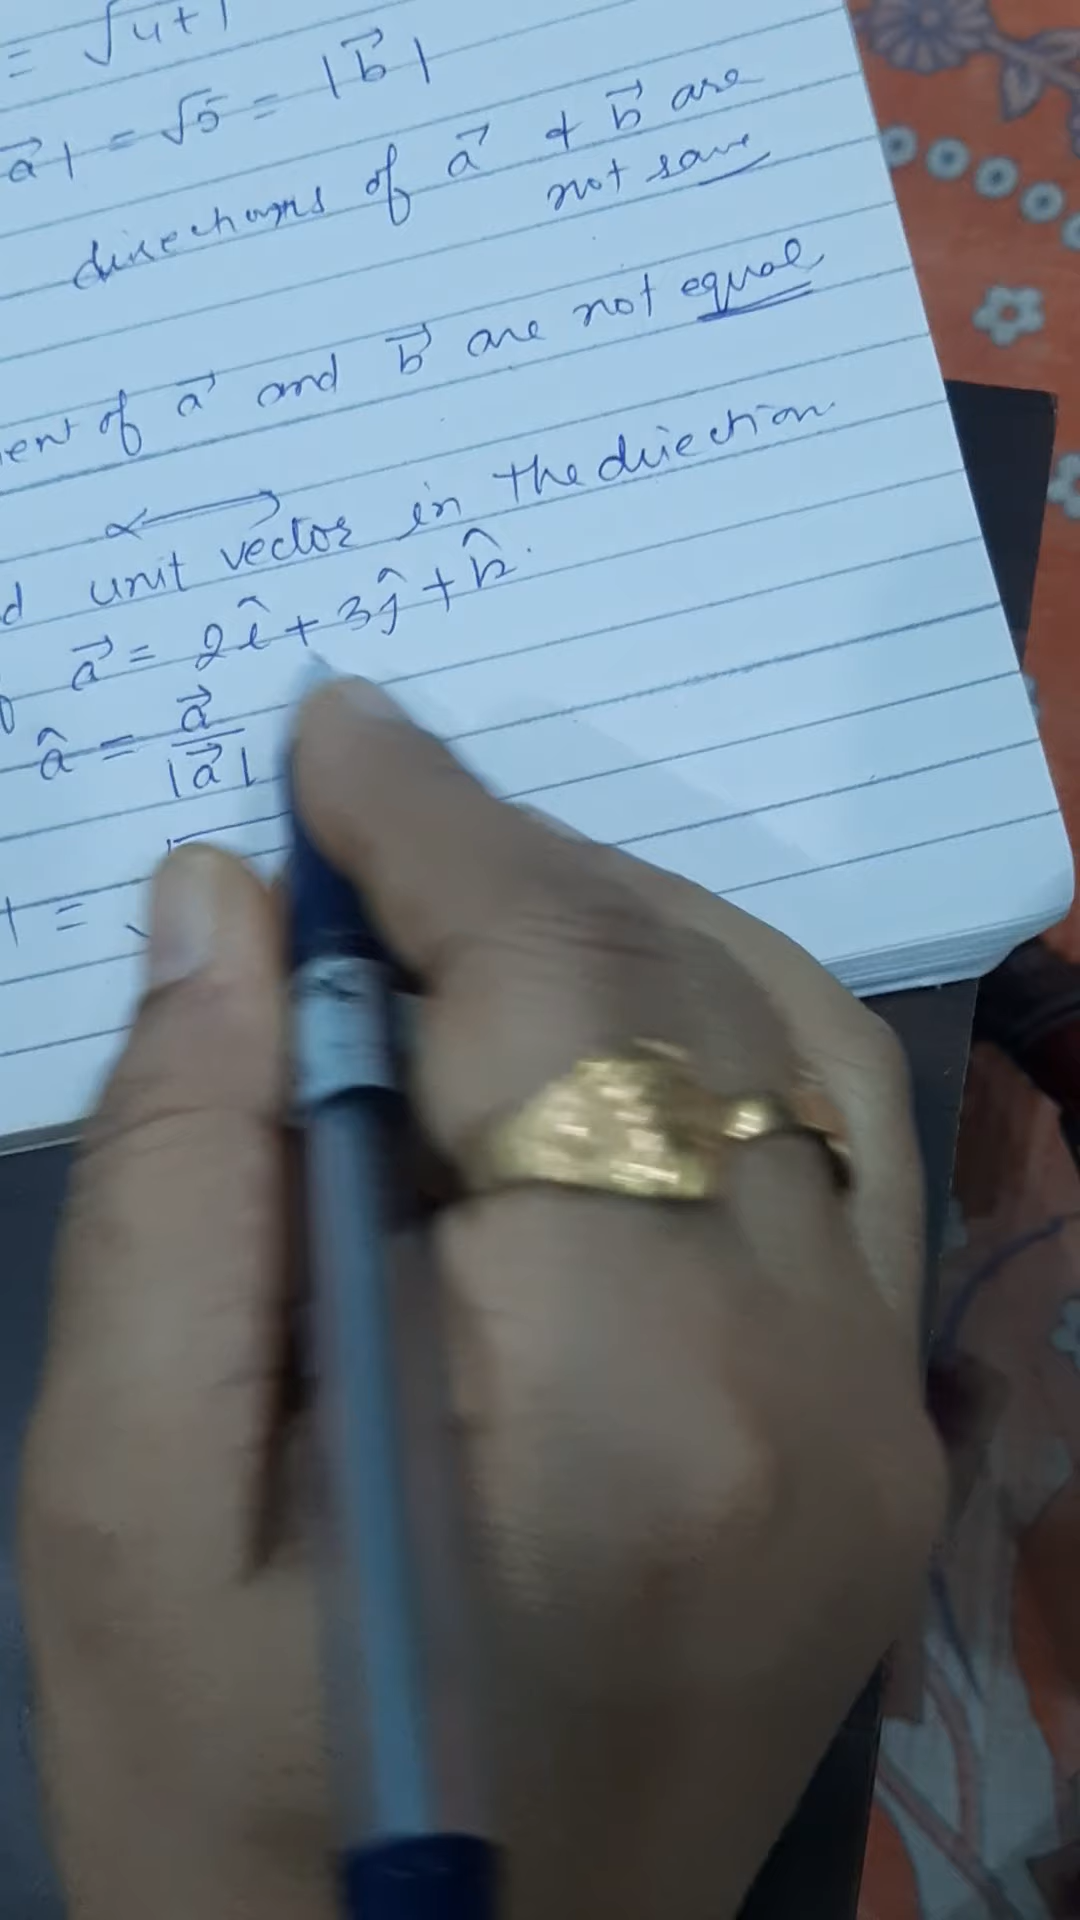 = √4+1
a⃗| = √5 = |b⃗|
directions of a⃗ & b⃗ are
not same
of a⃗ and b⃗ are not equal
unit vector in the direction
a⃗ = 2î + 3ĵ + k̂.
â = a⃗/|a⃗|
| = √